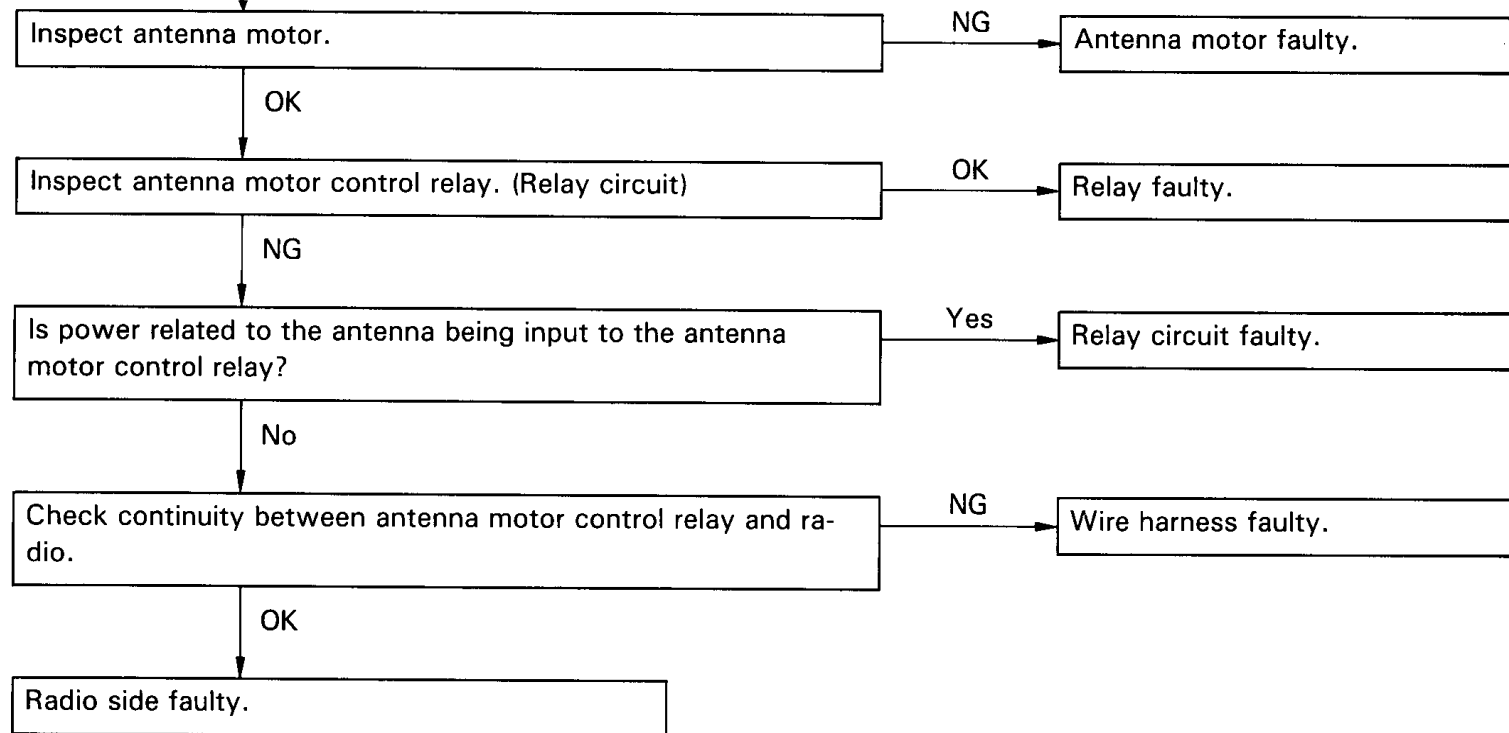 Inspect antenna motor.
NG
Antenna motor faulty.
OK
Inspect antenna motor control relay. (Relay circuit)
OK
Relay faulty.
NG
Is power related to the antenna being input to the antenna
motor control relay?
Yes
Relay circuit faulty.
No
Check continuity between antenna motor control relay and ra-
dio.
NG
Wire harness faulty.
OK
Radio side faulty.